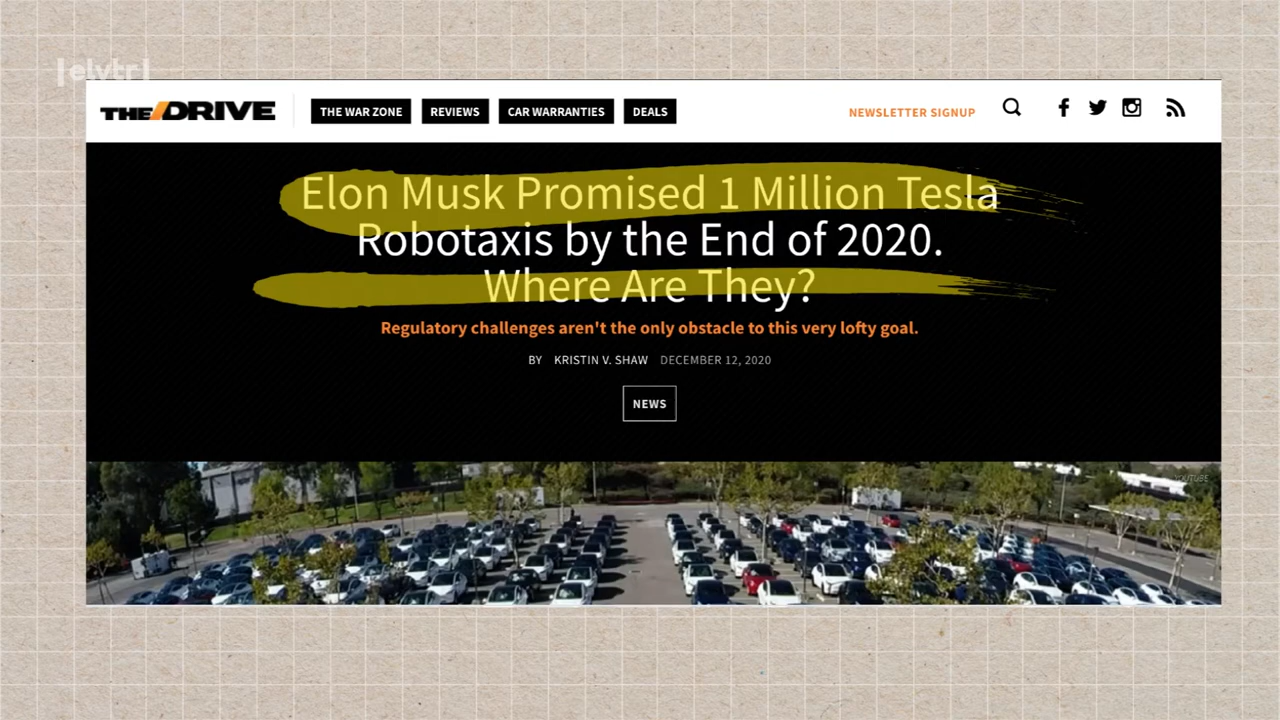 |elvtr|
THE/DRIVE
THE WAR ZONE
REVIEWS
CAR WARRANTIES
DEALS
NEWSLETTER SIGNUP
Elon Musk Promised 1 Million Tesla
Robotaxis by the End of 2020.
Where Are They?
Regulatory challenges aren't the only obstacle to this very lofty goal.
BY KRISTIN V. SHAW DECEMBER 12, 2020
NEWS
YOUTUBE